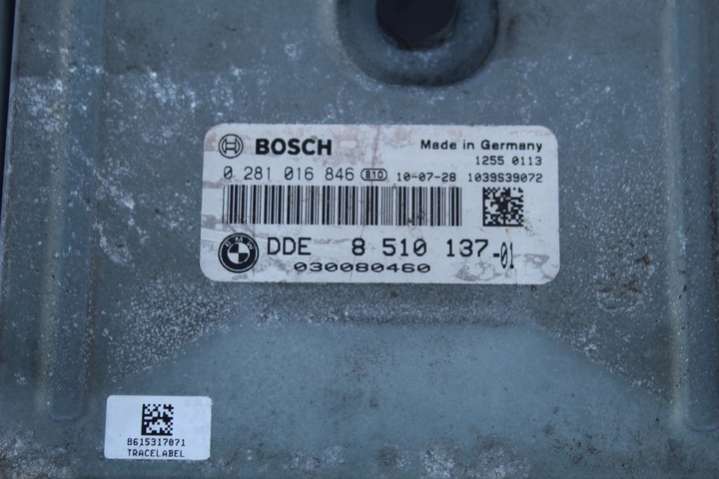 BOSCH Made in Germany
1255 0113
0 281 016 846 B10 10-07-28 1039S39072
DDE 8 510 137-01
030080460
8615317071
TRACELABEL